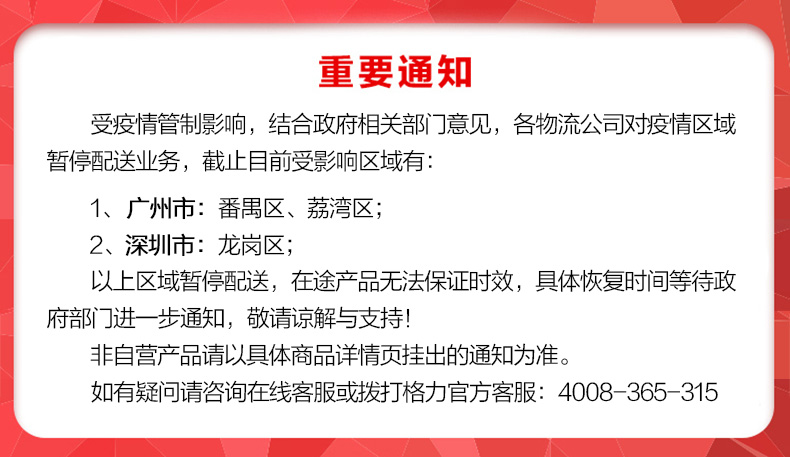 重要通知
受疫情管制影响，结合政府相关部门意见，各物流公司对疫情区域
暂停配送业务，截止目前受影响区域有：
1、广州市：番禺区、荔湾区；
2、深圳市：龙岗区；
以上区域暂停配送，在途产品无法保证时效，具体恢复时间等待政
府部门进一步通知，敬请谅解与支持！
非自营产品请以具体商品详情页挂出的通知为准。
如有疑问请咨询在线客服或拨打格力官方客服：4008-365-315